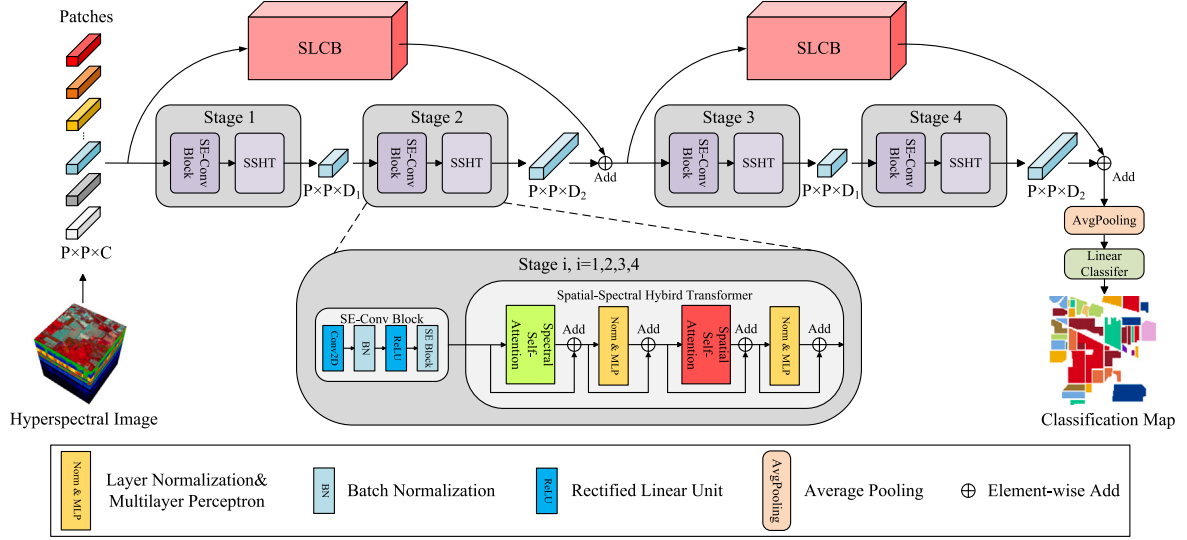 Patches
SLCB
SLCB
Stage 1
Stage 2
Stage 3
Stage 4
SE-Conv
Block
SSHT
SE-Conv
Block
SSHT
SE-Conv
Block
SSHT
SE-Conv
Block
SSHT
Add
Add
P×P×D1
P×P×D2
P×P×D1
P×P×D2
P×P×C
AvgPooling
Linear
Classifer
Stage i, i=1,2,3,4
Spatial-Spectral Hybird Transformer
SE-Conv Block
Conv2D
BN
ReLU
SE Block
Spectral
Self-
Attention
Add
Norm & MLP
Add
Spatial
Self-
Attention
Add
Norm & MLP
Add
Hyperspectral Image
Classification Map
Norm & MLP
Layer Normalization&
Multilayer Perceptron
BN
Batch Normalization
ReLU
Rectified Linear Unit
AvgPooling
Average Pooling
Element-wise Add